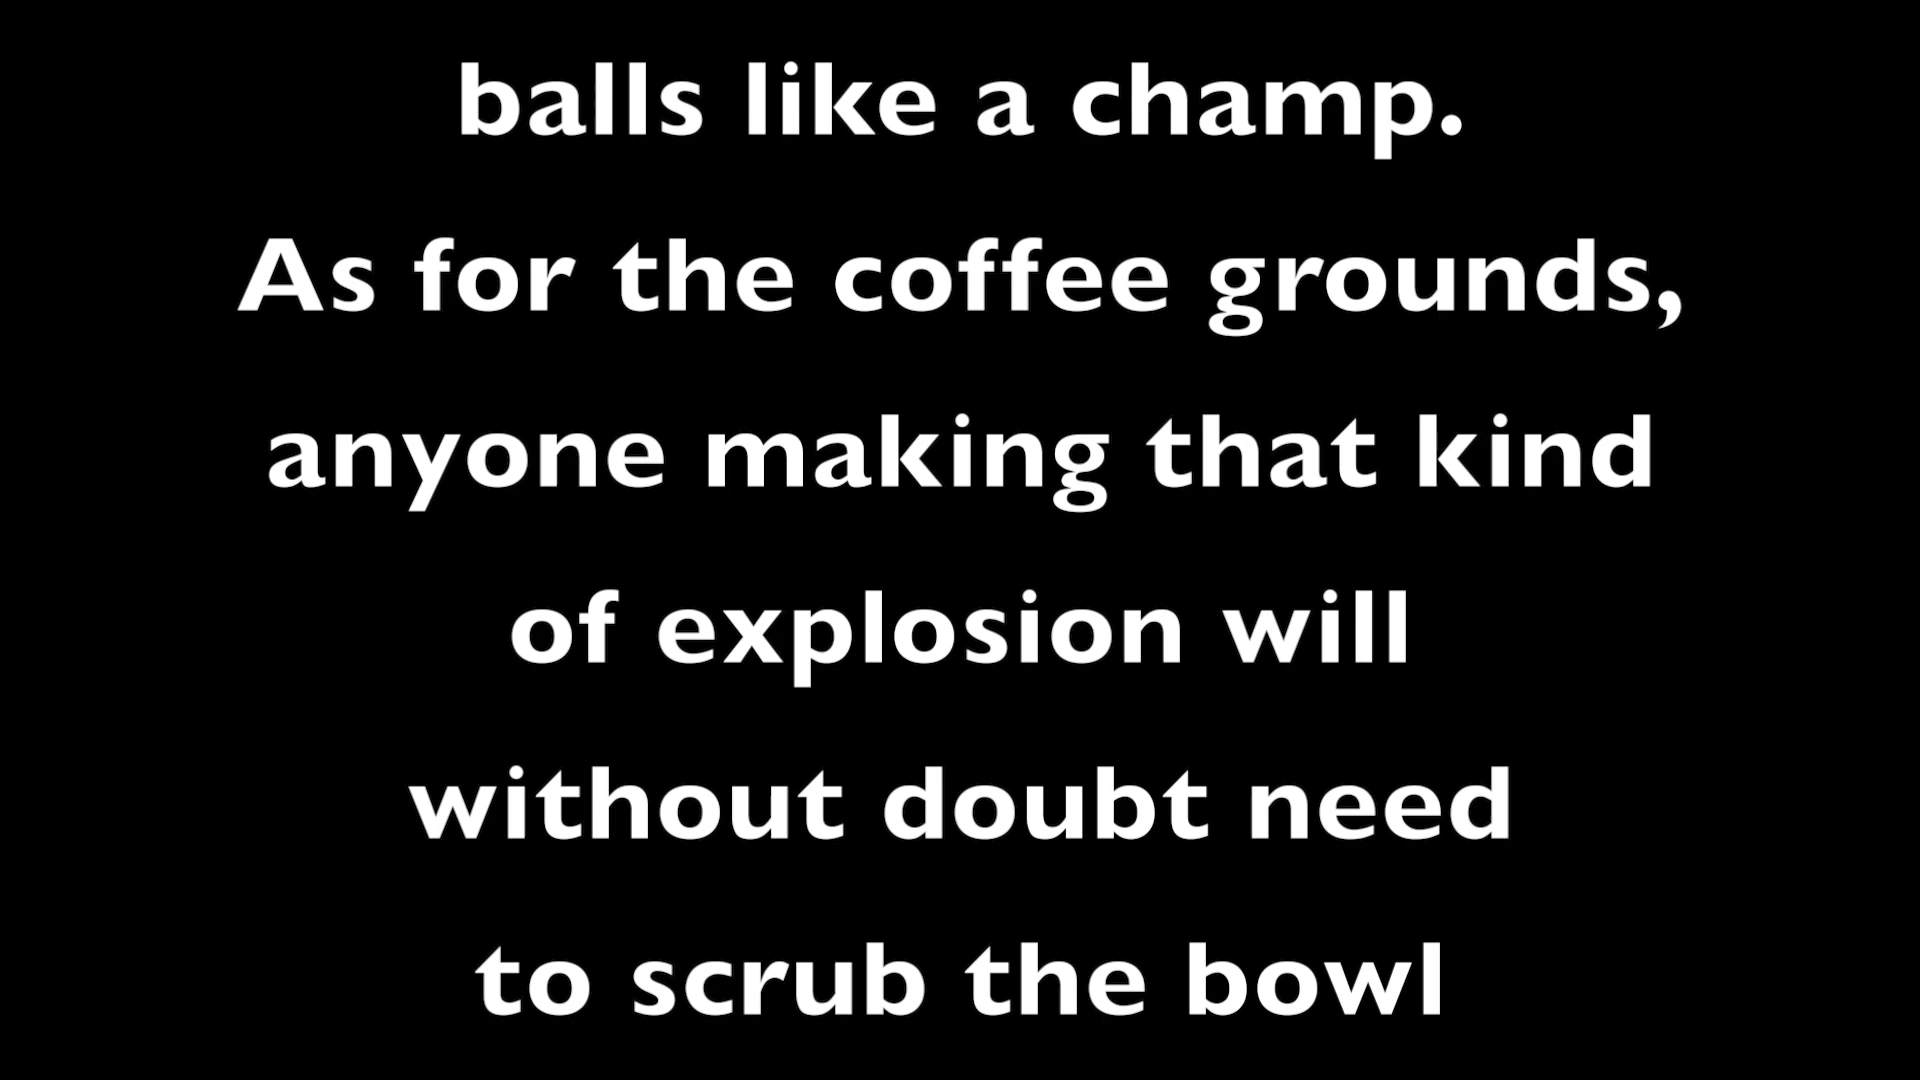 balls like a champ.
As for the coffee grounds,
anyone making that kind
of explosion will
without doubt need
to scrub the bowl